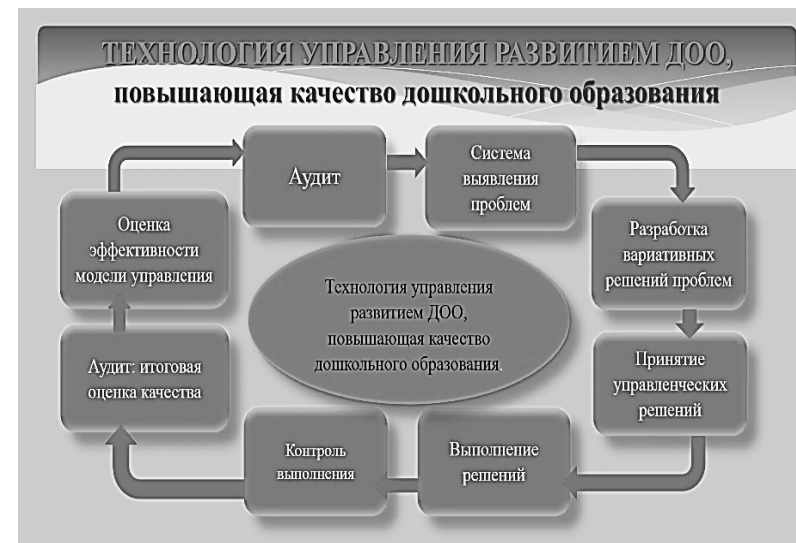 ТЕХНОЛОГИЯ УПРАВЛЕНИЯ РАЗВИТИЕМ ДОО,
повышающая качество дошкольного образования
Аудит
Система
выявления
проблем
Разработка
вариативных
решений проблем
Принятие
управленческих
решений
Выполнение
решений
Контроль
выполнения
Аудит: итоговая
оценка качества
Оценка
эффективности
модели управления
Технология управления
развитием ДОО,
повышающая качество
дошкольного образования